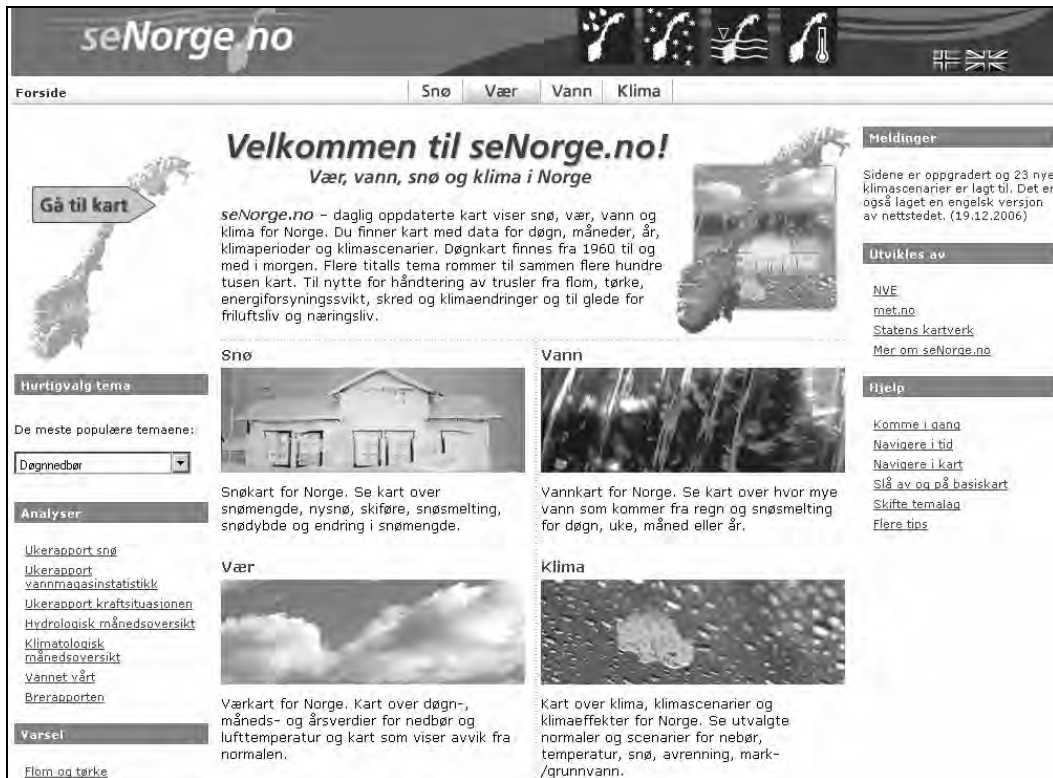 seNorge.no
Forside
Snø Vær Vann Klima
Gå til kart
Hurtigvalg tema
De meste populære temaene:
Døgnnedbør
Analyser
Ukerapport snø
Ukerapport
vannmagasinstatistikk
Ukerapport kraftsituasjonen
Hydrologisk månedsoversikt
Klimatologisk
månedsoversikt
Vannet vårt
Brerapporten
Varsel
Flom og tørke
Velkommen til seNorge.no!
Vær, vann, snø og klima i Norge
seNorge.no – daglig oppdaterte kart viser snø, vær, vann og
klima for Norge. Du finner kart med data for døgn, måneder, år,
klimaperioder og klimascenarier. Døgnkart finnes fra 1960 til og
med i morgen. Flere titalls tema rommer til sammen flere hundre
tusen kart. Til nytte for håndtering av trusler fra flom, tørke,
energiforsyningssvikt, skred og klimaendringer og til glede for
friluftsliv og næringsliv.
Snø
Snøkart for Norge. Se kart over
snømengde, nysnø, skiføre, snøsmelting,
snødybde og endring i snømengde.
Vann
Vannkart for Norge. Se kart over hvor mye
vann som kommer fra regn og snøsmelting
for døgn, uke, måned eller år.
Vær
Værkart for Norge. Kart over døgn-,
måneds- og årsverdier for nedbør og
lufttemperatur og kart som viser avvik fra
normalen.
Klima
Kart over klima, klimascenarier og
klimaeffekter for Norge. Se utvalgte
normaler og scenarier for nebør,
temperatur, snø, avrenning, mark-
/grunnvann.
Meldinger
Sidene er oppgradert og 23 nye
klimascenarier er lagt til. Det er
også laget en engelsk versjon
av nettstedet. (19.12.2006)
Utvikles av
NVE
met.no
Statens kartverk
Mer om seNorge.no
Hjelp
Komme i gang
Navigere i tid
Navigere i kart
Slå av og på basiskart
Skifte temalag
Flere tips